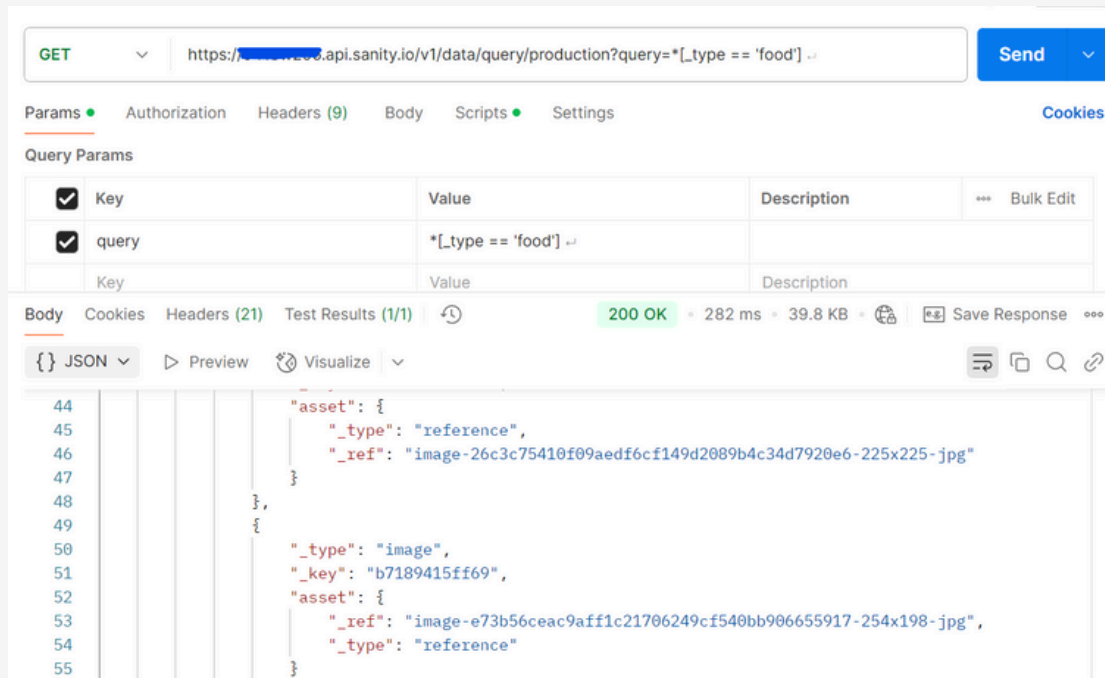 GET https://.api.sanity.io/v1/data/query/production?query=*[_type == 'food'] ↵ Send
Params Authorization Headers (9) Body Scripts Settings Cookies
Query Params
Key Value Description Bulk Edit
query *[_type == 'food'] ↵
Key Value Description
Body Cookies Headers (21) Test Results (1/1) 200 OK 282 ms 39.8 KB Save Response
{} JSON Preview Visualize
44 "asset": {
45 "_type": "reference",
46 "_ref": "image-26c3c75410f09aedf6cf149d2089b4c34d7920e6-225x225-jpg"
47 }
48 },
49 {
50 "_type": "image",
51 "_key": "b7189415ff69",
52 "asset": {
53 "_ref": "image-e73b56ceac9aff1c21706249cf540bb906655917-254x198-jpg",
54 "_type": "reference"
55 }